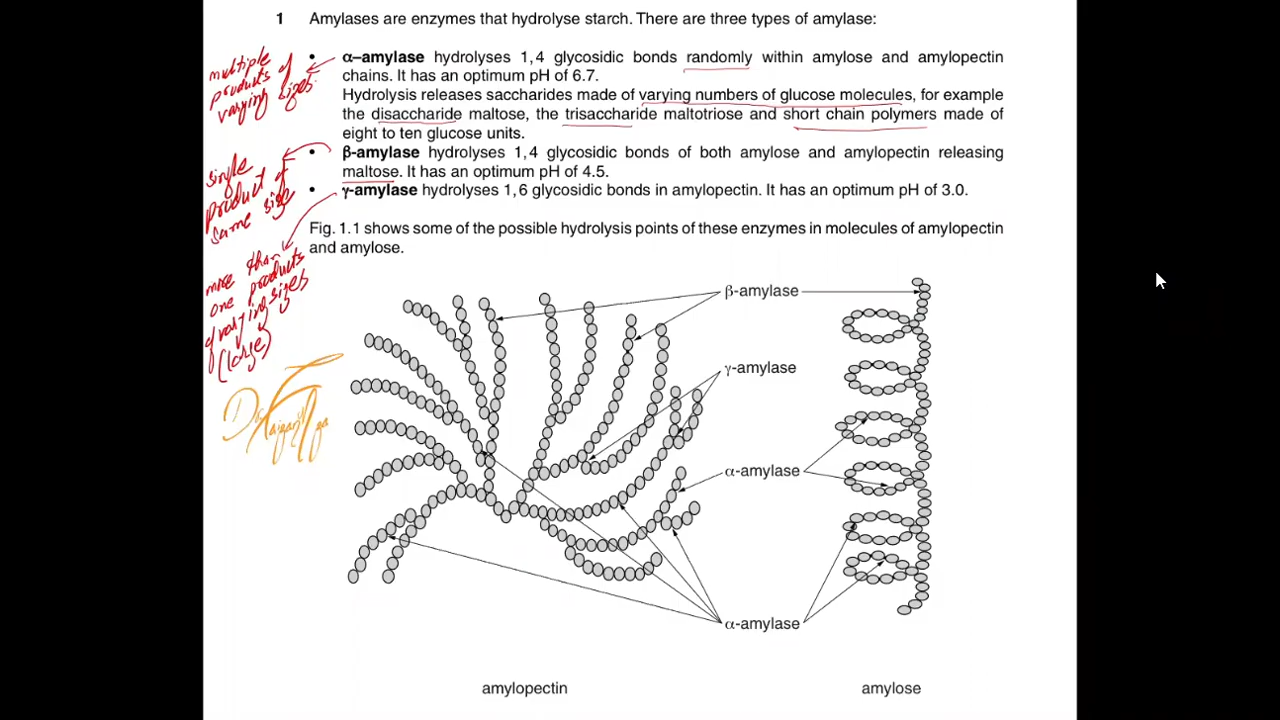 1 Amylases are enzymes that hydrolyse starch. There are three types of amylase:
• α–amylase hydrolyses 1,4 glycosidic bonds randomly within amylose and amylopectin
chains. It has an optimum pH of 6.7.
Hydrolysis releases saccharides made of varying numbers of glucose molecules, for example
the disaccharide maltose, the trisaccharide maltotriose and short chain polymers made of
eight to ten glucose units.
• β-amylase hydrolyses 1,4 glycosidic bonds of both amylose and amylopectin releasing
maltose. It has an optimum pH of 4.5.
• γ-amylase hydrolyses 1,6 glycosidic bonds in amylopectin. It has an optimum pH of 3.0.
Fig. 1.1 shows some of the possible hydrolysis points of these enzymes in molecules of amylopectin
and amylose.
multiple
products of
varying sizes
single
product of
same size
more than
one products
of varying sizes
(large)
β-amylase
γ-amylase
α-amylase
α-amylase
amylopectin
amylose